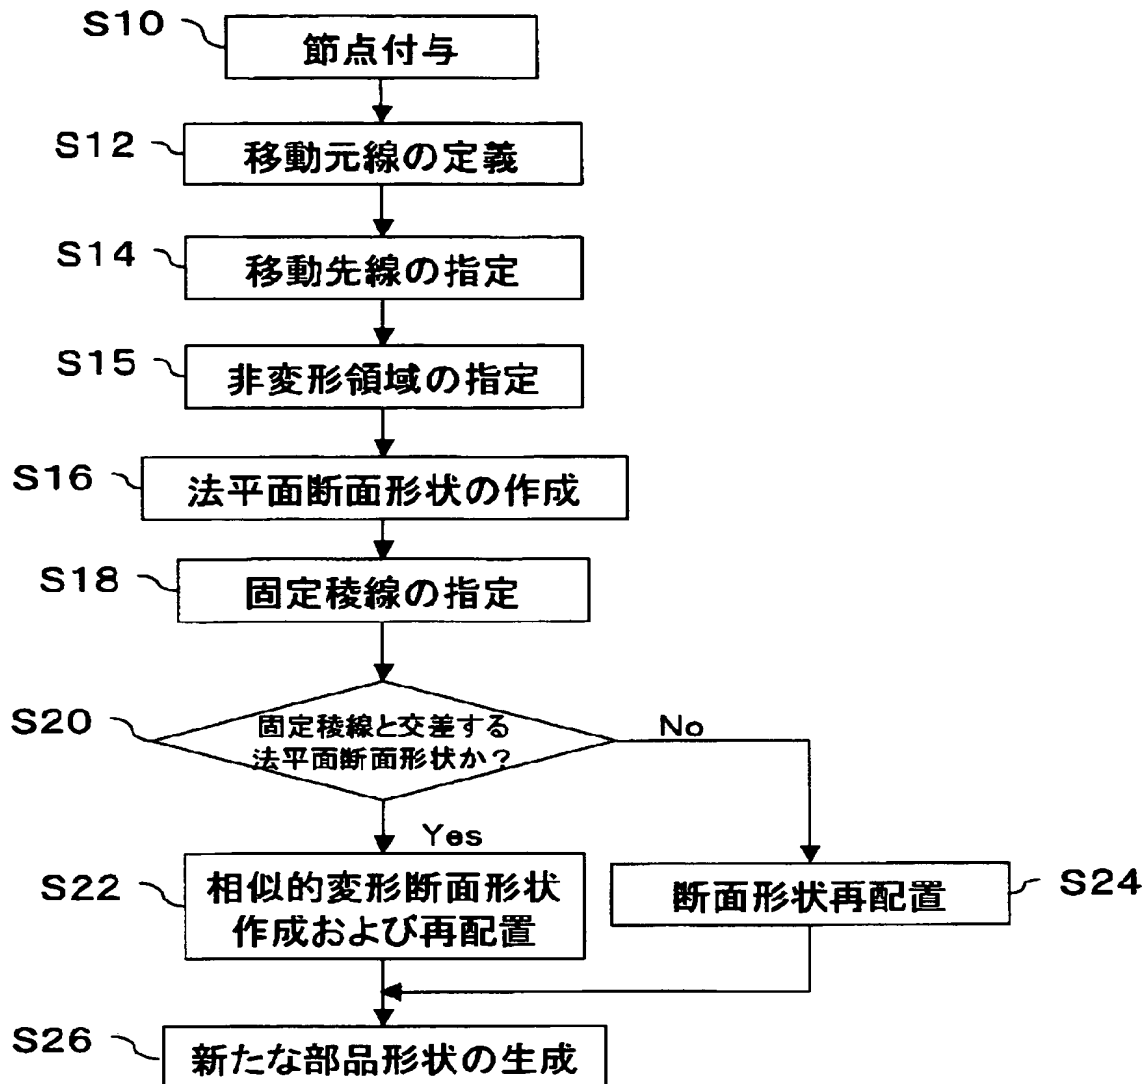 S10
節点付与
S12
移動元線の定義
S14
移動先線の指定
S15
非変形領域の指定
S16
法平面断面形状の作成
S18
固定稜線の指定
S20
固定稜線と交差する
法平面断面形状か？
No
Yes
S22
相似的変形断面形状
作成および再配置
断面形状再配置
S24
S26
新たな部品形状の生成